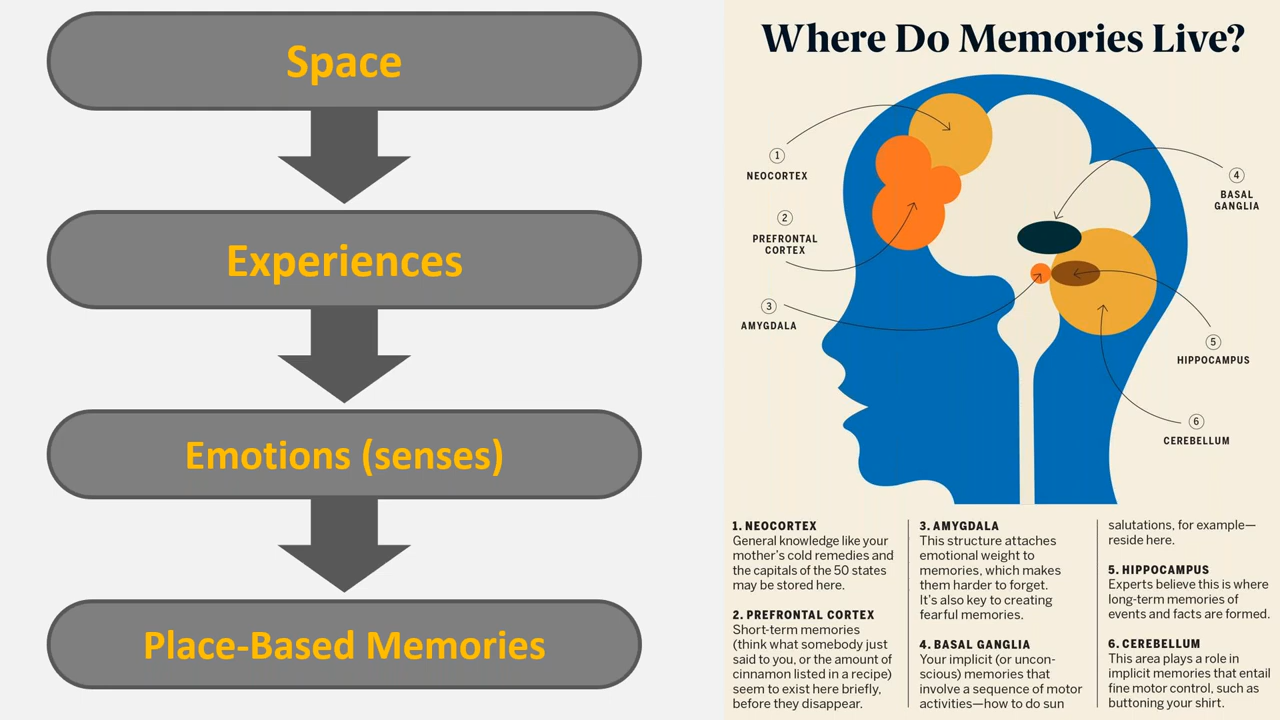 Space
Experiences
Emotions (senses)
Place-Based Memories
Where Do Memories Live?
1
NEOCORTEX
2
PREFRONTAL
CORTEX
3
AMYGDALA
4
BASAL
GANGLIA
5
HIPPOCAMPUS
6
CEREBELLUM
1. NEOCORTEX
General knowledge like your
mother's cold remedies and
the capitals of the 50 states
may be stored here.
2. PREFRONTAL CORTEX
Short-term memories
(think what somebody just
said to you, or the amount of
cinnamon listed in a recipe)
seem to exist here briefly,
before they disappear.
3. AMYGDALA
This structure attaches
emotional weight to
memories, which makes
them harder to forget.
It's also key to creating
fearful memories.
4. BASAL GANGLIA
Your implicit (or uncon-
scious) memories that
involve a sequence of motor
activities—how to do sun
salutations, for example—
reside here.
5. HIPPOCAMPUS
Experts believe this is where
long-term memories of
events and facts are formed.
6. CEREBELLUM
This area plays a role in
implicit memories that entail
fine motor control, such as
buttoning your shirt.